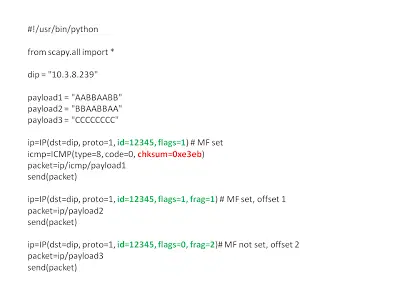 #!/usr/bin/python
from scapy.all import *
dip = "10.3.8.239"
payload1 = "AABBAABB"
payload2 = "BBAABBAA"
payload3 = "CCCCCCCC"
ip=IP(dst=dip, proto=1, id=12345, flags=1) # MF set
icmp=ICMP(type=8, code=0, chksum=0xe3eb)
packet=ip/icmp/payload1
send(packet)
ip=IP(dst=dip, proto=1, id=12345, flags=1, frag=1) # MF set, offset 1
packet=ip/payload2
send(packet)
ip=IP(dst=dip, proto=1, id=12345, flags=0, frag=2)# MF not set, offset 2
packet=ip/payload3
send(packet)